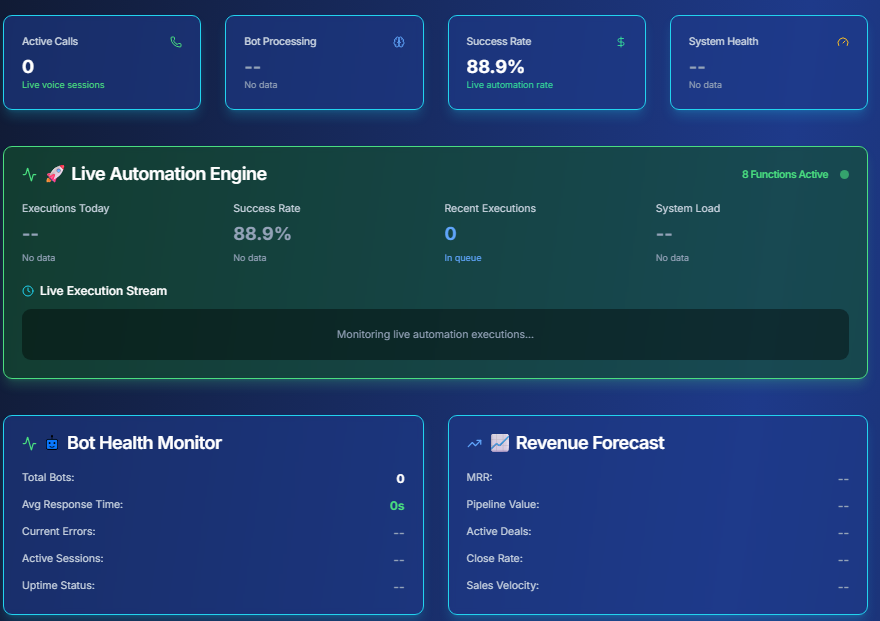 Active Calls
0
Live voice sessions
Bot Processing
--
No data
Success Rate
88.9%
Live automation rate
System Health
--
No data
Live Automation Engine
8 Functions Active
Executions Today
--
No data
Success Rate
88.9%
No data
Recent Executions
0
In queue
System Load
--
No data
Live Execution Stream
Monitoring live automation executions...
Bot Health Monitor
Total Bots: 0
Avg Response Time: 0s
Current Errors: --
Active Sessions: --
Uptime Status: --
Revenue Forecast
MRR: --
Pipeline Value: --
Active Deals: --
Close Rate: --
Sales Velocity: --